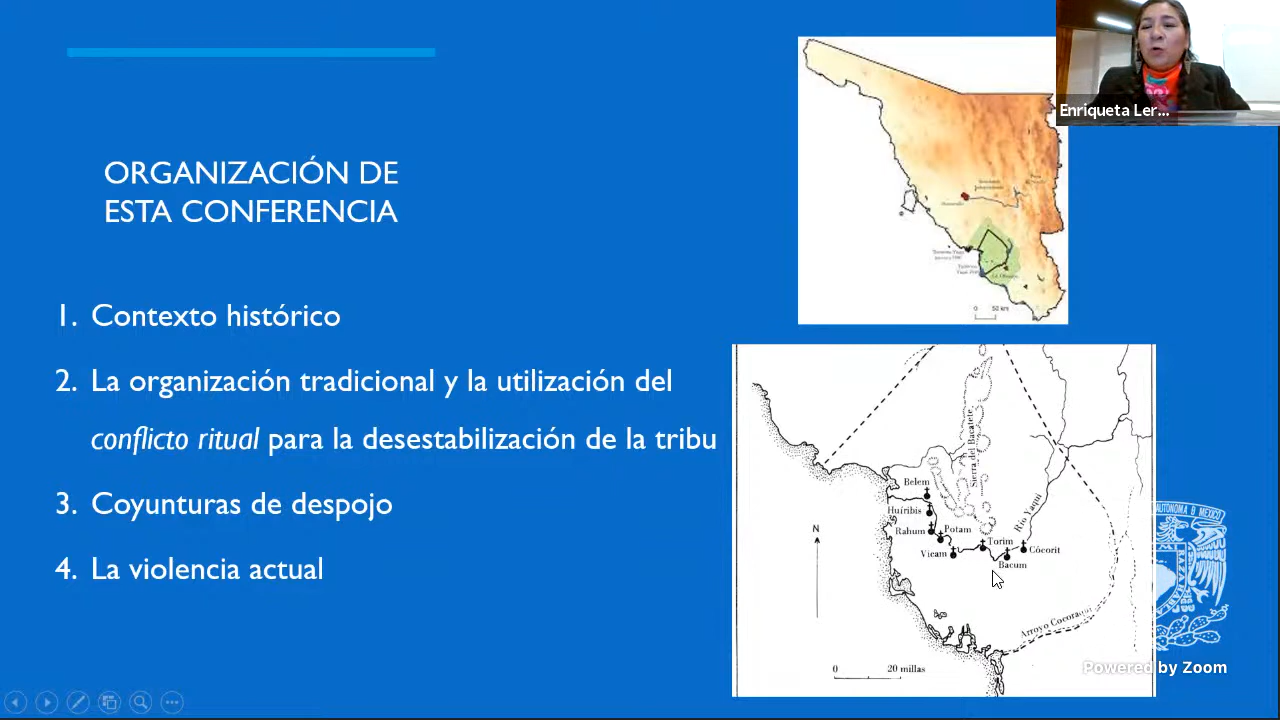 ORGANIZACIÓN DE
ESTA CONFERENCIA
1. Contexto histórico
2. La organización tradicional y la utilización del
conflicto ritual para la desestabilización de la tribu
3. Coyunturas de despojo
4. La violencia actual
Enriqueta Ler...
0 50 km
Sierra del Bacatete
Belem
Huíribis
Rahum
Potam
Vicam
Torim
Bacum
Cócorit
Río Yaqui
N
Arroyo
0 20 millas
AUTONOMA
Powered by Zoom